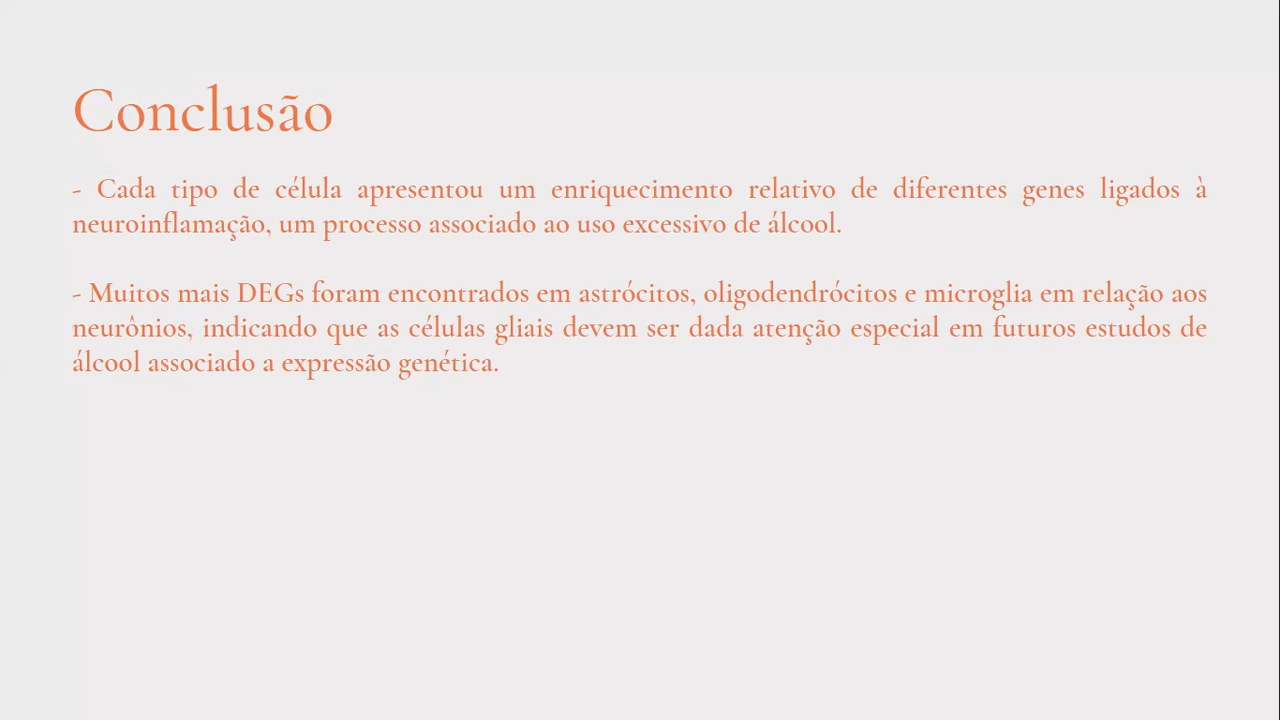 Conclusão
- Cada tipo de célula apresentou um enriquecimento relativo de diferentes genes ligados à
neuroinflamação, um processo associado ao uso excessivo de álcool.
- Muitos mais DEGs foram encontrados em astrócitos, oligodendrócitos e microglia em relação aos
neurônios, indicando que as células gliais devem ser dada atenção especial em futuros estudos de
álcool associado a expressão genética.